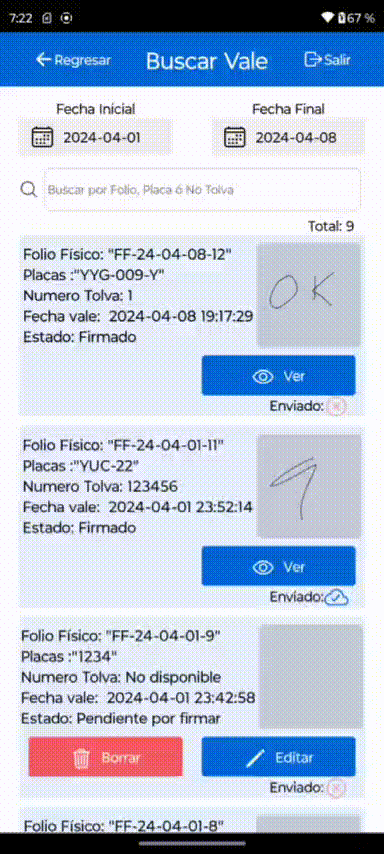 7:22 67 %
Regresar Buscar Vale Salir
Fecha Inicial Fecha Final
2024-04-01 2024-04-08
Buscar por Folio, Placa ó No Tolva
Total: 9
Folio Físico: "FF-24-04-08-12"
Placas :"YYG-009-Y"
Numero Tolva: 1
Fecha vale: 2024-04-08 19:17:29
Estado: Firmado
OK
Ver
Enviado:
Folio Físico: "FF-24-04-01-11"
Placas :"YUC-22"
Numero Tolva: 123456
Fecha vale: 2024-04-01 23:52:14
Estado: Firmado
Ver
Enviado:
Folio Físico: "FF-24-04-01-9"
Placas :"1234"
Numero Tolva: No disponible
Fecha vale: 2024-04-01 23:42:58
Estado: Pendiente por firmar
Borrar Editar
Enviado:
Folio Físico: "FF-24-04-01-8"